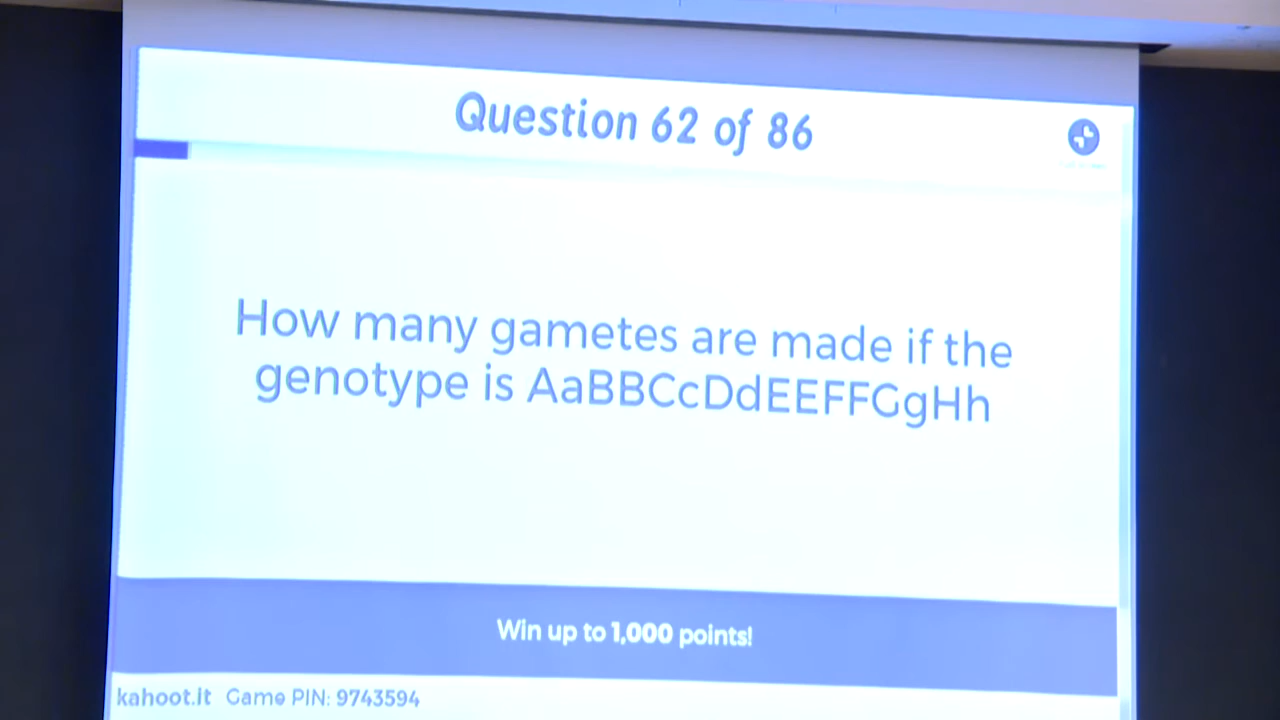 Question 62 of 86
How many gametes are made if the
genotype is AaBBCcDdEEFFGgHh
Win up to 1,000 points!
kahoot.it Game PIN: 9743594